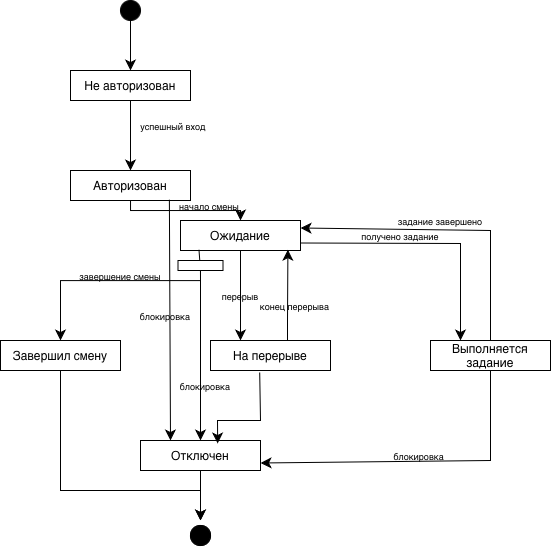 Не авторизован
успешный вход
Авторизован
начало смены
задание завершено
Ожидание
получено задание
завершение смены
перерыв
конец перерыва
блокировка
Завершил смену
На перерыве
Выполняется
задание
блокировка
Отключен
блокировка